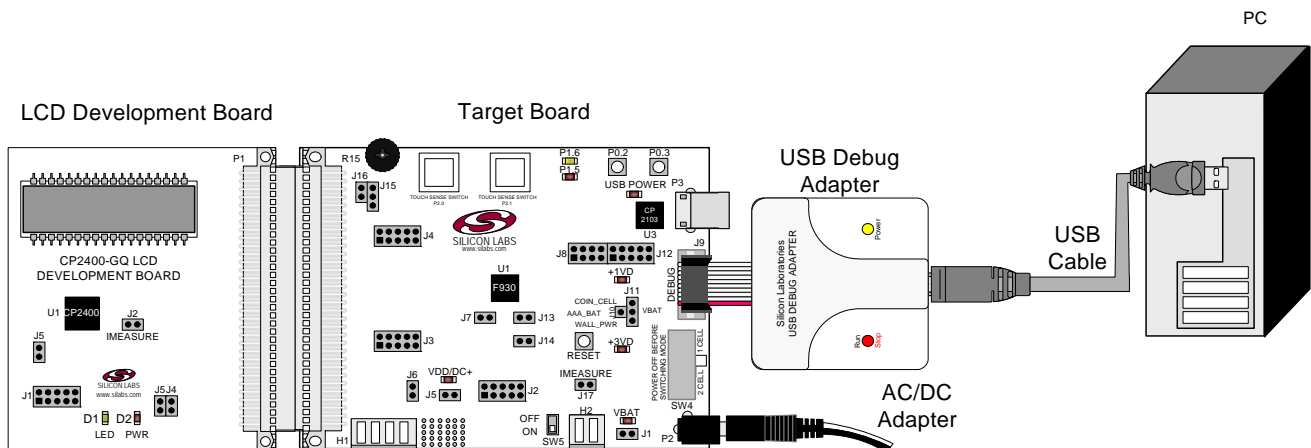 PC
LCD Development Board
Target Board
P1
R15
P1.6
P1.5
P0.2
P0.3
USB POWER
P3
J16
J15
TOUCH SENSE SWITCH
P2.0
TOUCH SENSE SWITCH
P2.1
CP
2103
U3
SILICON LABS
www.silabs.com
J4
J8
J12
J9
DEBUG
USB Debug
Adapter
Power
Silicon Laboratories
USB DEBUG ADAPTER
Run
Stop
USB
Cable
CP2400-GQ LCD
DEVELOPMENT BOARD
U1
CP2400
J2
IMEASURE
J5
J1
SILICON LABS
www.silabs.com
J5
J4
D1
D2
LED
PWR
U1
F930
+1VD
J11
COIN_CELL
AAA_BAT
J10
VBAT
WALL_PWR
J7
J13
J3
J14
RESET
+3VD
POWER OFF BEFORE
SWITCHING MODE
2 CELL
1 CELL
SW4
J6
VDD/DC+
J5
J2
IMEASURE
J17
H1
OFF
ON
SW5
H2
VBAT
J1
P2
AC/DC
Adapter